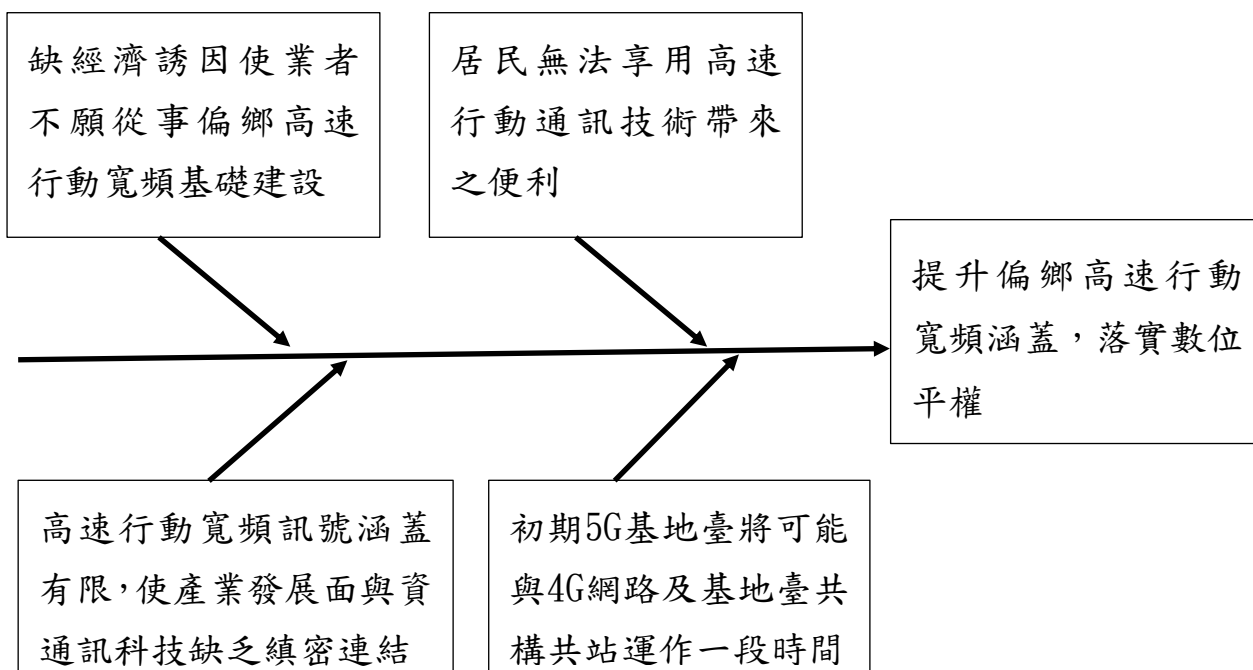 缺經濟誘因使業者
不願從事偏鄉高速
行動寬頻基礎建設
居民無法享用高速
行動通訊技術帶來
之便利
提升偏鄉高速行動
寬頻涵蓋，落實數位
平權
高速行動寬頻訊號涵蓋
有限，使產業發展面與資
通訊科技缺乏縝密連結
初期5G基地臺將可能
與4G網路及基地臺共
構共站運作一段時間